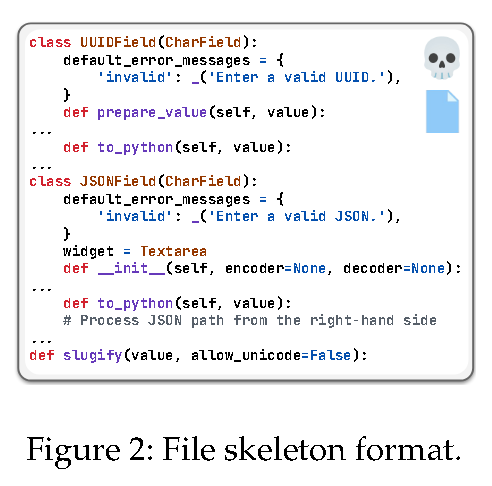 class UUIDField(CharField):
    default_error_messages = {
        'invalid': _('Enter a valid UUID.'),
    }
    def prepare_value(self, value):
...
    def to_python(self, value):
...
class JSONField(CharField):
    default_error_messages = {
        'invalid': _('Enter a valid JSON.'),
    }
    widget = Textarea
    def __init__(self, encoder=None, decoder=None):
...
    def to_python(self, value):
    # Process JSON path from the right-hand side
...
def slugify(value, allow_unicode=False):
Figure 2: File skeleton format.